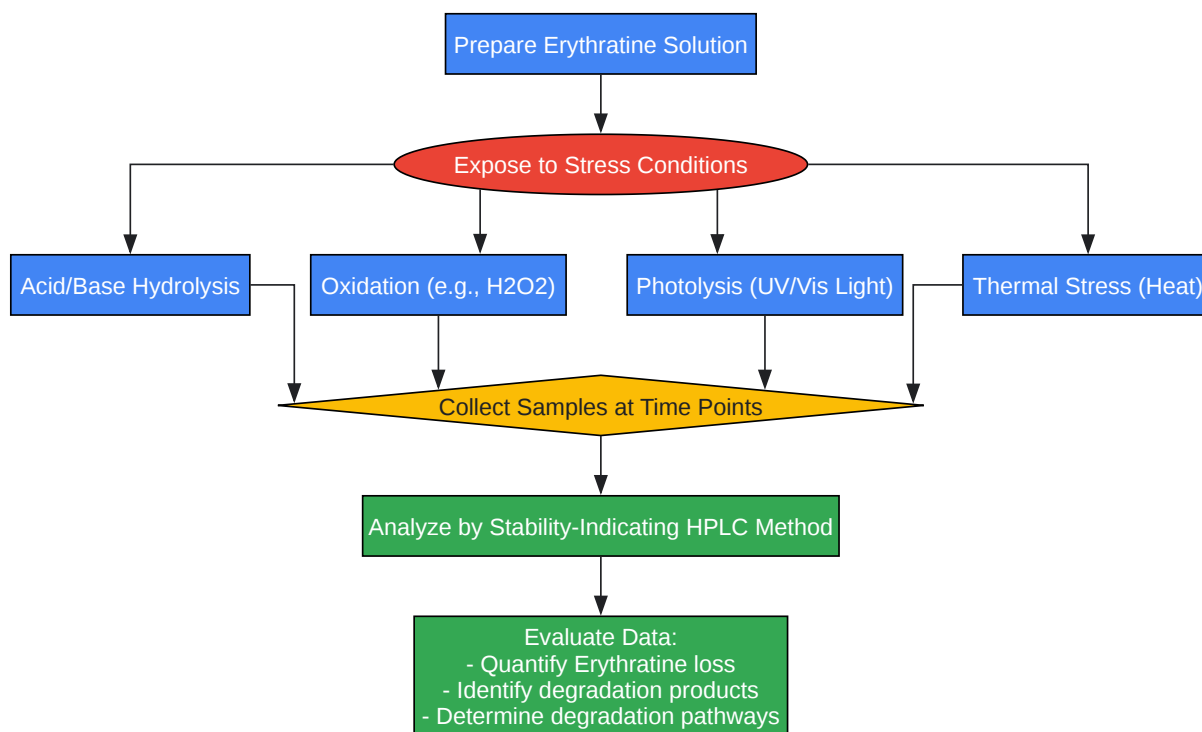 Prepare Erythratine Solution
Expose to Stress Conditions
Acid/Base Hydrolysis
Oxidation (e.g., H2O2)
Photolysis (UV/Vis Light)
Thermal Stress (Heat)
Collect Samples at Time Points
Analyze by Stability-Indicating HPLC Method
Evaluate Data:
- Quantify Erythratine loss
- Identify degradation products
- Determine degradation pathways